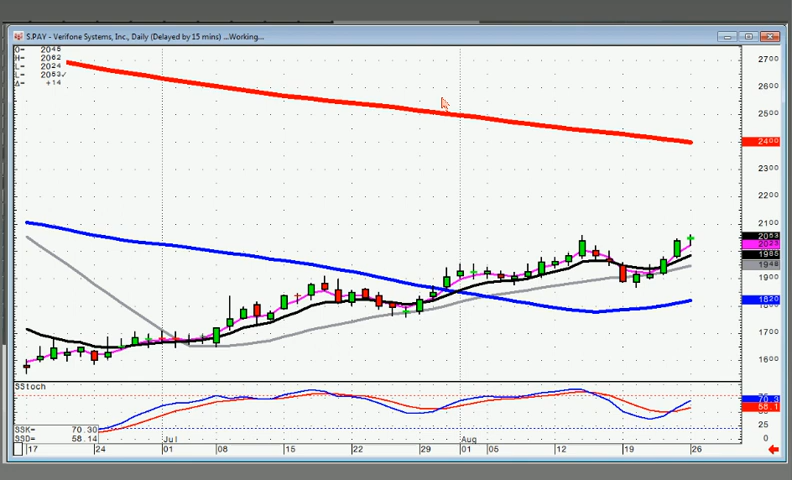 S.PAY - Verifone Systems, Inc., Daily (Delayed by 15 mins) ...Working...
O= 2045
H= 2062
L= 2024
L= 2053✓
Δ= +14
2700
2600
2500
2400
2300
2200
2100
2053
2025
1985
1948
1900
1820
1700
1600
SStoch
75
70.3
58.1
25
0
SSK= 70.30
SSD= 58.14
17 24 01 Jul 08 15 22 29 01 Aug 05 12 19 26